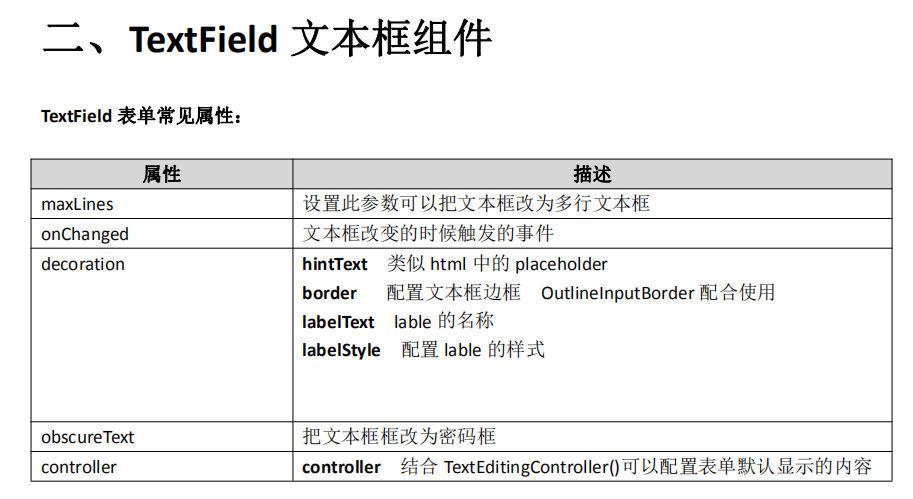 二、TextField 文本框组件
TextField 表单常见属性：
属性 描述
maxLines 设置此参数可以把文本框改为多行文本框
onChanged 文本框改变的时候触发的事件
decoration hintText 类似 html 中的 placeholder
border 配置文本框边框 OutlineInputBorder 配合使用
labelText lable 的名称
labelStyle 配置 lable 的样式
obscureText 把文本框框改为密码框
controller controller 结合 TextEditingController()可以配置表单默认显示的内容